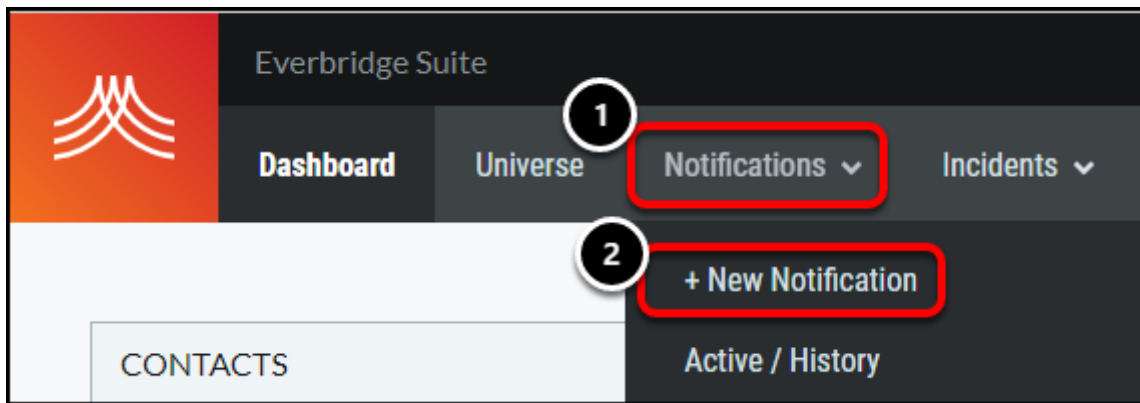 Everbridge Suite
1
Dashboard Universe Notifications Incidents
2
+ New Notification
CONTACTS
Active / History